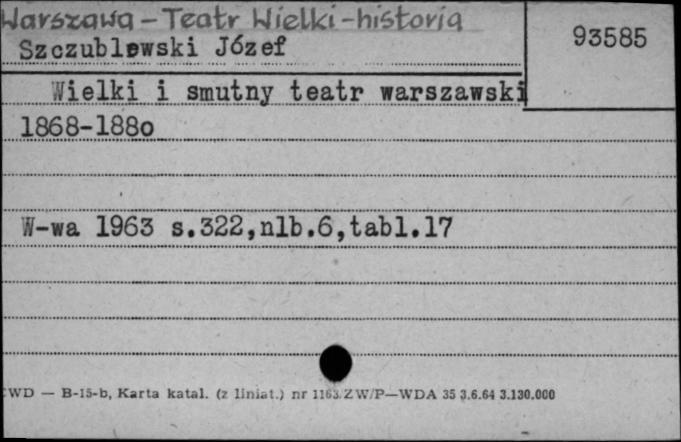 Warszawa - Teatr Wielki - historia
Szczublewski Józef
93585
Wielki i smutny teatr warszawski
1868-188o
W-wa 1963 s.322,nlb.6,tabl.17
WD — B-15-b, Karta katal. (z liniat.) nr 1163/ZW/P—WDA 35 3.6.64 3.130.000